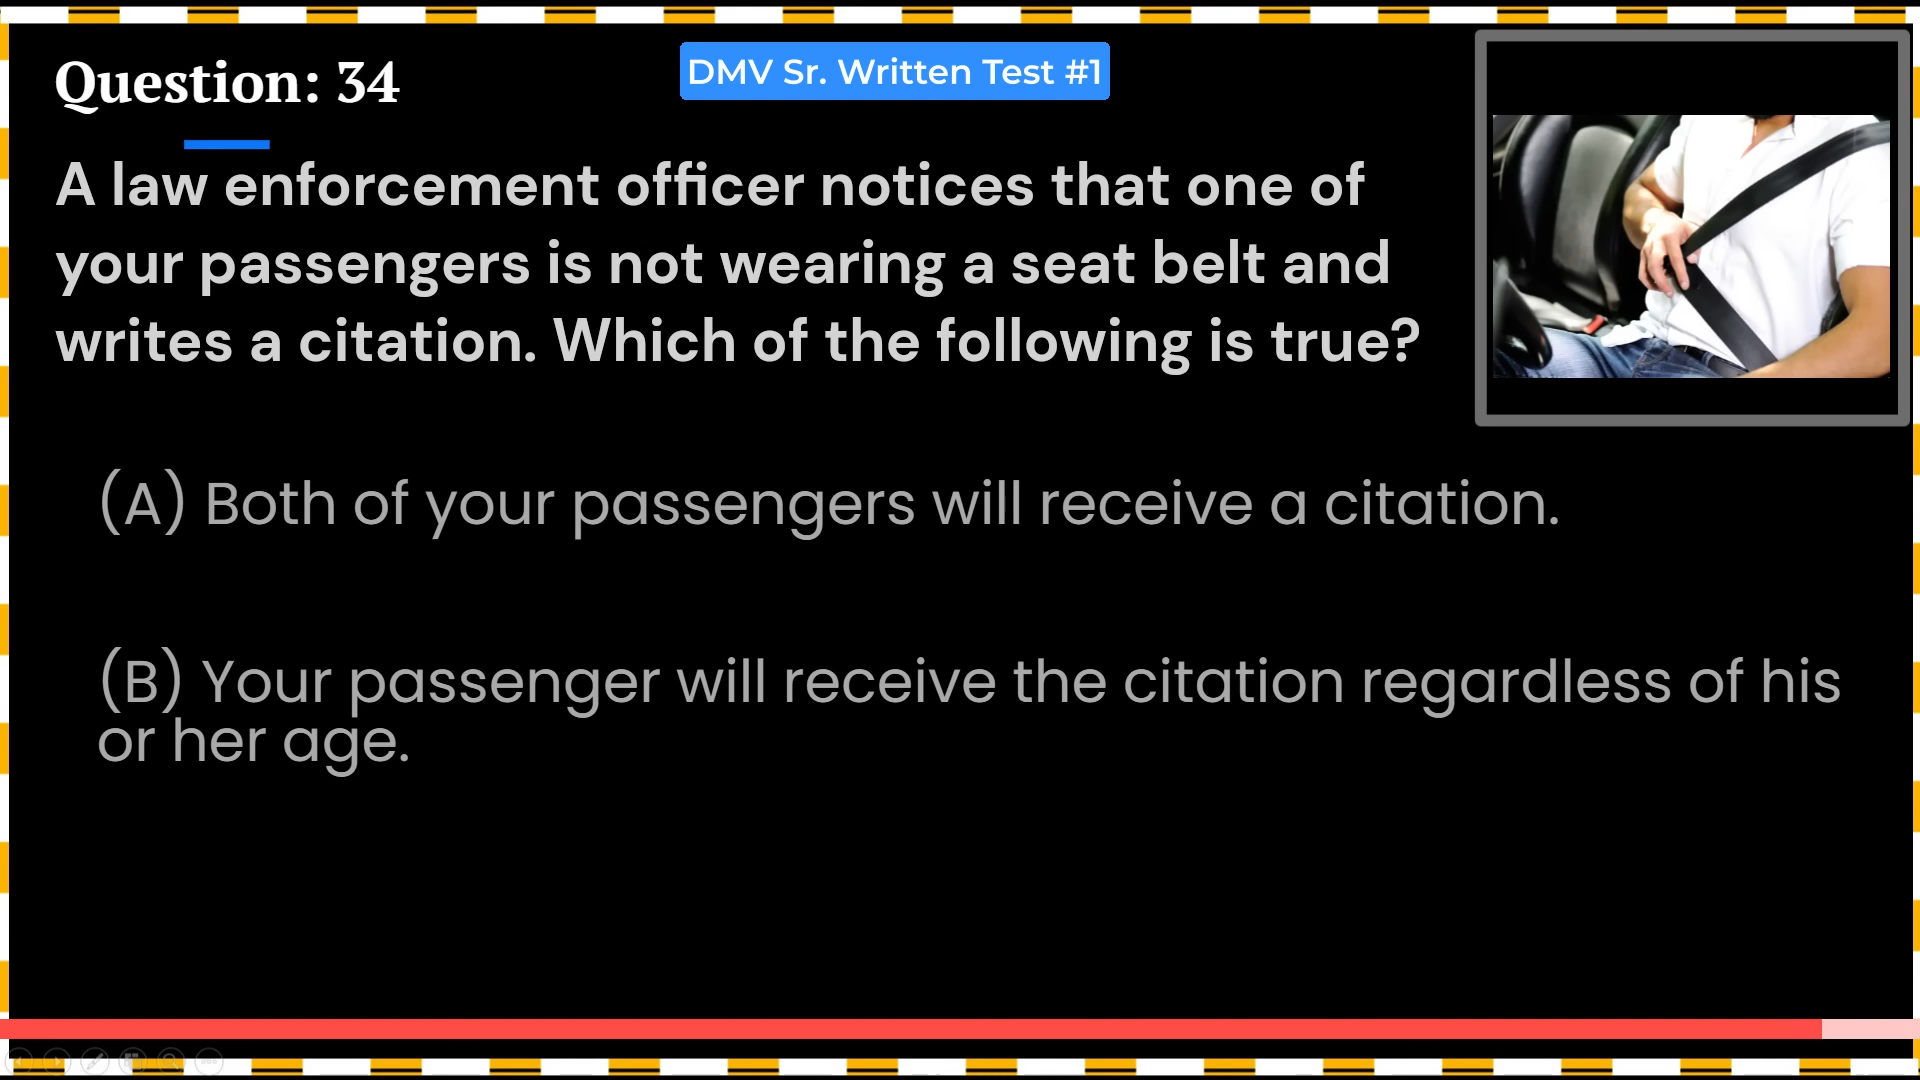 Question: 34
DMV Sr. Written Test #1
A law enforcement officer notices that one of
your passengers is not wearing a seat belt and
writes a citation. Which of the following is true?
(A) Both of your passengers will receive a citation.
(B) Your passenger will receive the citation regardless of his
or her age.